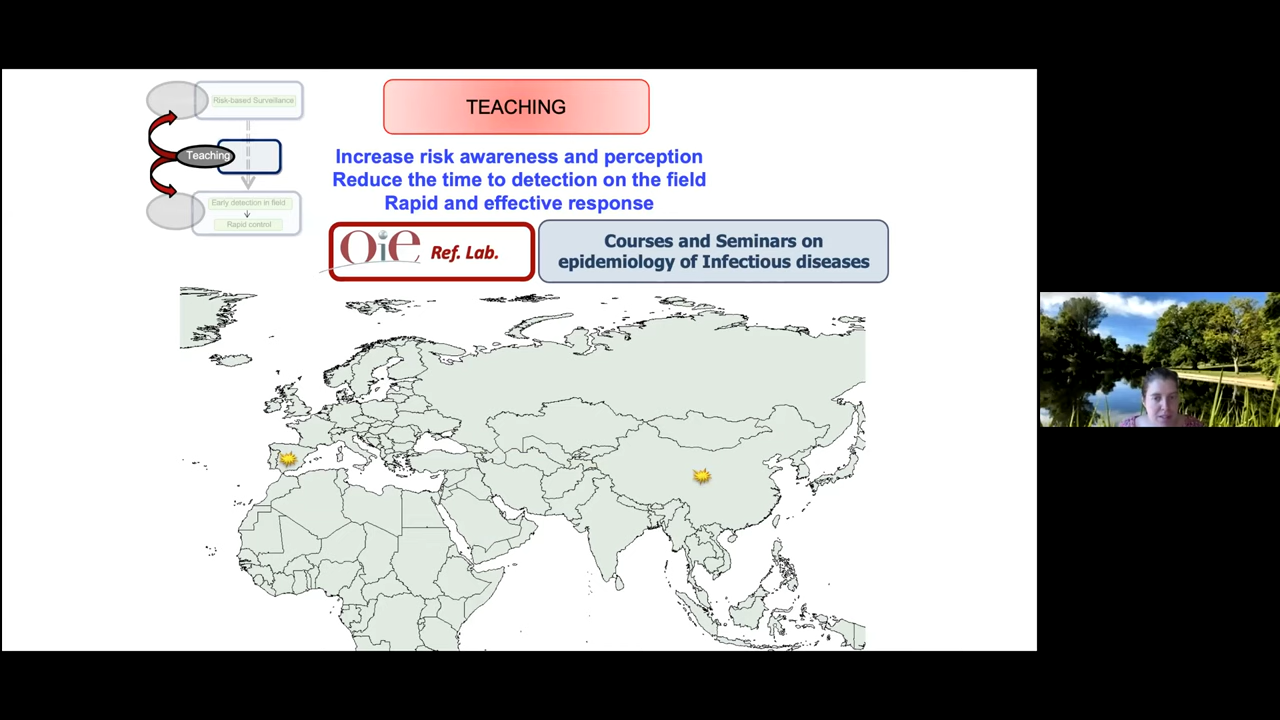 Risk-based Surveillance
Teaching
Early detection in field
Rapid control
TEACHING
Increase risk awareness and perception
Reduce the time to detection on the field
Rapid and effective response
OiE Ref. Lab.
Courses and Seminars on
epidemiology of Infectious diseases